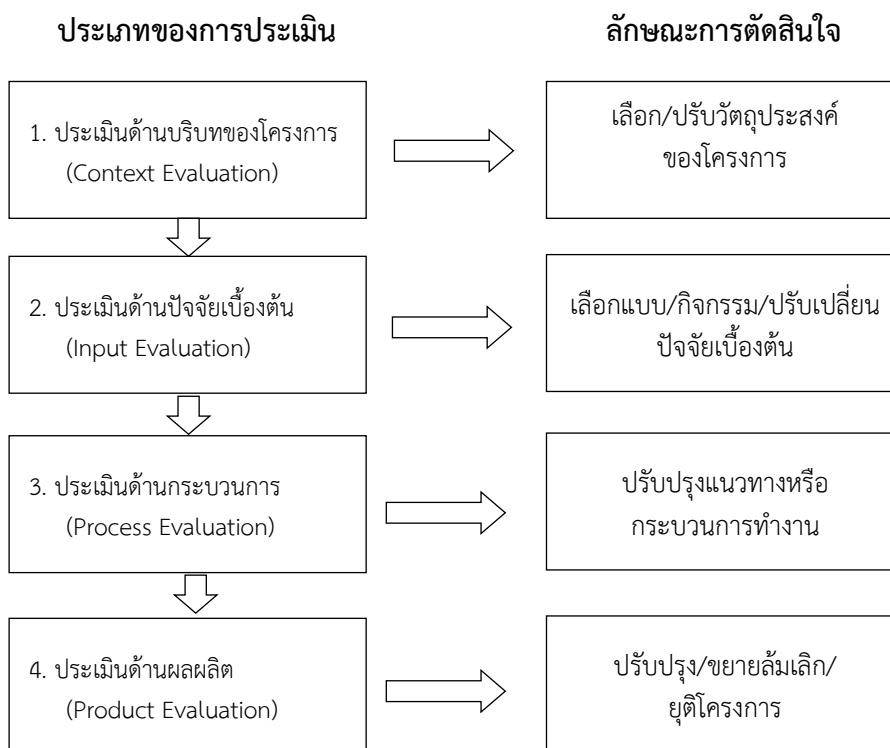 ประเภทของการประเมิน
ลักษณะการตัดสินใจ
1. ประเมินด้านบริบทของโครงการ
(Context Evaluation)
เลือก/ปรับวัตถุประสงค์
ของโครงการ
2. ประเมินด้านปัจจัยเบื้องต้น
(Input Evaluation)
เลือกแบบ/กิจกรรม/ปรับเปลี่ยน
ปัจจัยเบื้องต้น
3. ประเมินด้านกระบวนการ
(Process Evaluation)
ปรับปรุงแนวทางหรือ
กระบวนการทำงาน
4. ประเมินด้านผลผลิต
(Product Evaluation)
ปรับปรุง/ขยายล้มเลิก/
ยุติโครงการ